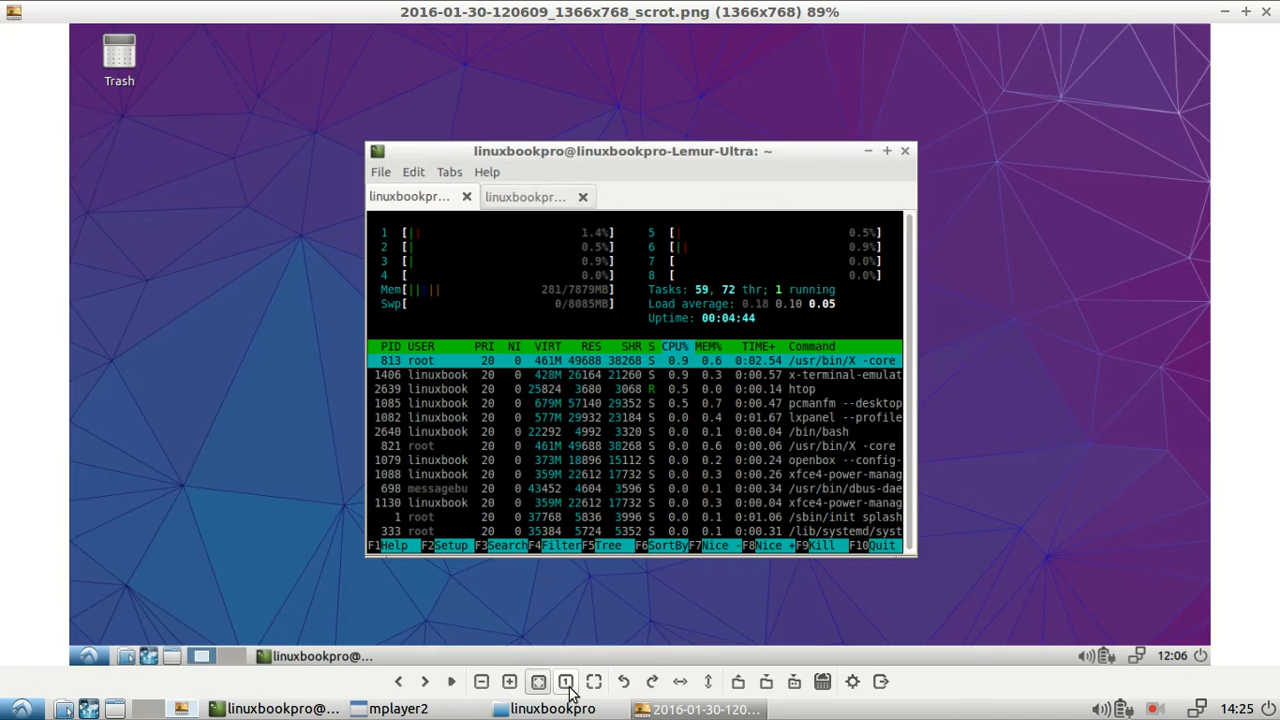 2016-01-30-120609_1366x768_scrot.png (1366x768) 89%
Trash
linuxbookpro@linuxbookpro-Lemur-Ultra: ~
File Edit Tabs Help
linuxbookpr... linuxbookpr...
1 [|| 1.4%] 5 [| 0.5%]
2 [| 0.5%] 6 [|| 0.9%]
3 [| 0.9%] 7 [ 0.0%]
4 [ 0.0%] 8 [ 0.0%]
Mem[||||| 281/7879MB] Tasks: 59, 72 thr; 1 running
Swp[ 0/8085MB] Load average: 0.18 0.10 0.05
Uptime: 00:04:44
PID USER PRI NI VIRT RES SHR S CPU% MEM% TIME+ Command
813 root 20 0 461M 49688 38268 S 0.9 0.6 0:02.54 /usr/bin/X -core
1406 linuxbook 20 0 428M 26164 21260 S 0.9 0.3 0:00.57 x-terminal-emulat
2639 linuxbook 20 0 25824 3680 3068 R 0.5 0.0 0:00.14 htop
1085 linuxbook 20 0 679M 57140 29352 S 0.5 0.7 0:00.47 pcmanfm --desktop
1082 linuxbook 20 0 577M 29932 23184 S 0.0 0.4 0:01.67 lxpanel --profile
2640 linuxbook 20 0 22292 4992 3320 S 0.0 0.1 0:00.04 /bin/bash
821 root 20 0 461M 49688 38268 S 0.0 0.6 0:00.06 /usr/bin/X -core
1079 linuxbook 20 0 373M 18896 15112 S 0.0 0.2 0:00.24 openbox --config-
1088 linuxbook 20 0 359M 22612 17732 S 0.0 0.3 0:00.26 xfce4-power-manag
698 messagebu 20 0 43452 4604 3596 S 0.0 0.1 0:00.34 /usr/bin/dbus-dae
1130 linuxbook 20 0 359M 22612 17732 S 0.0 0.3 0:00.04 xfce4-power-manag
1 root 20 0 37768 5836 3996 S 0.0 0.1 0:01.06 /sbin/init splash
333 root 20 0 35384 5724 5352 S 0.0 0.1 0:00.31 /lib/systemd/syst
F1Help F2Setup F3SearchF4FilterF5Tree F6SortByF7Nice -F8Nice +F9Kill F10Quit
linuxbookpro@... 12:06
1
linuxbookpro@... mplayer2 linuxbookpro 2016-01-30-120... 14:25